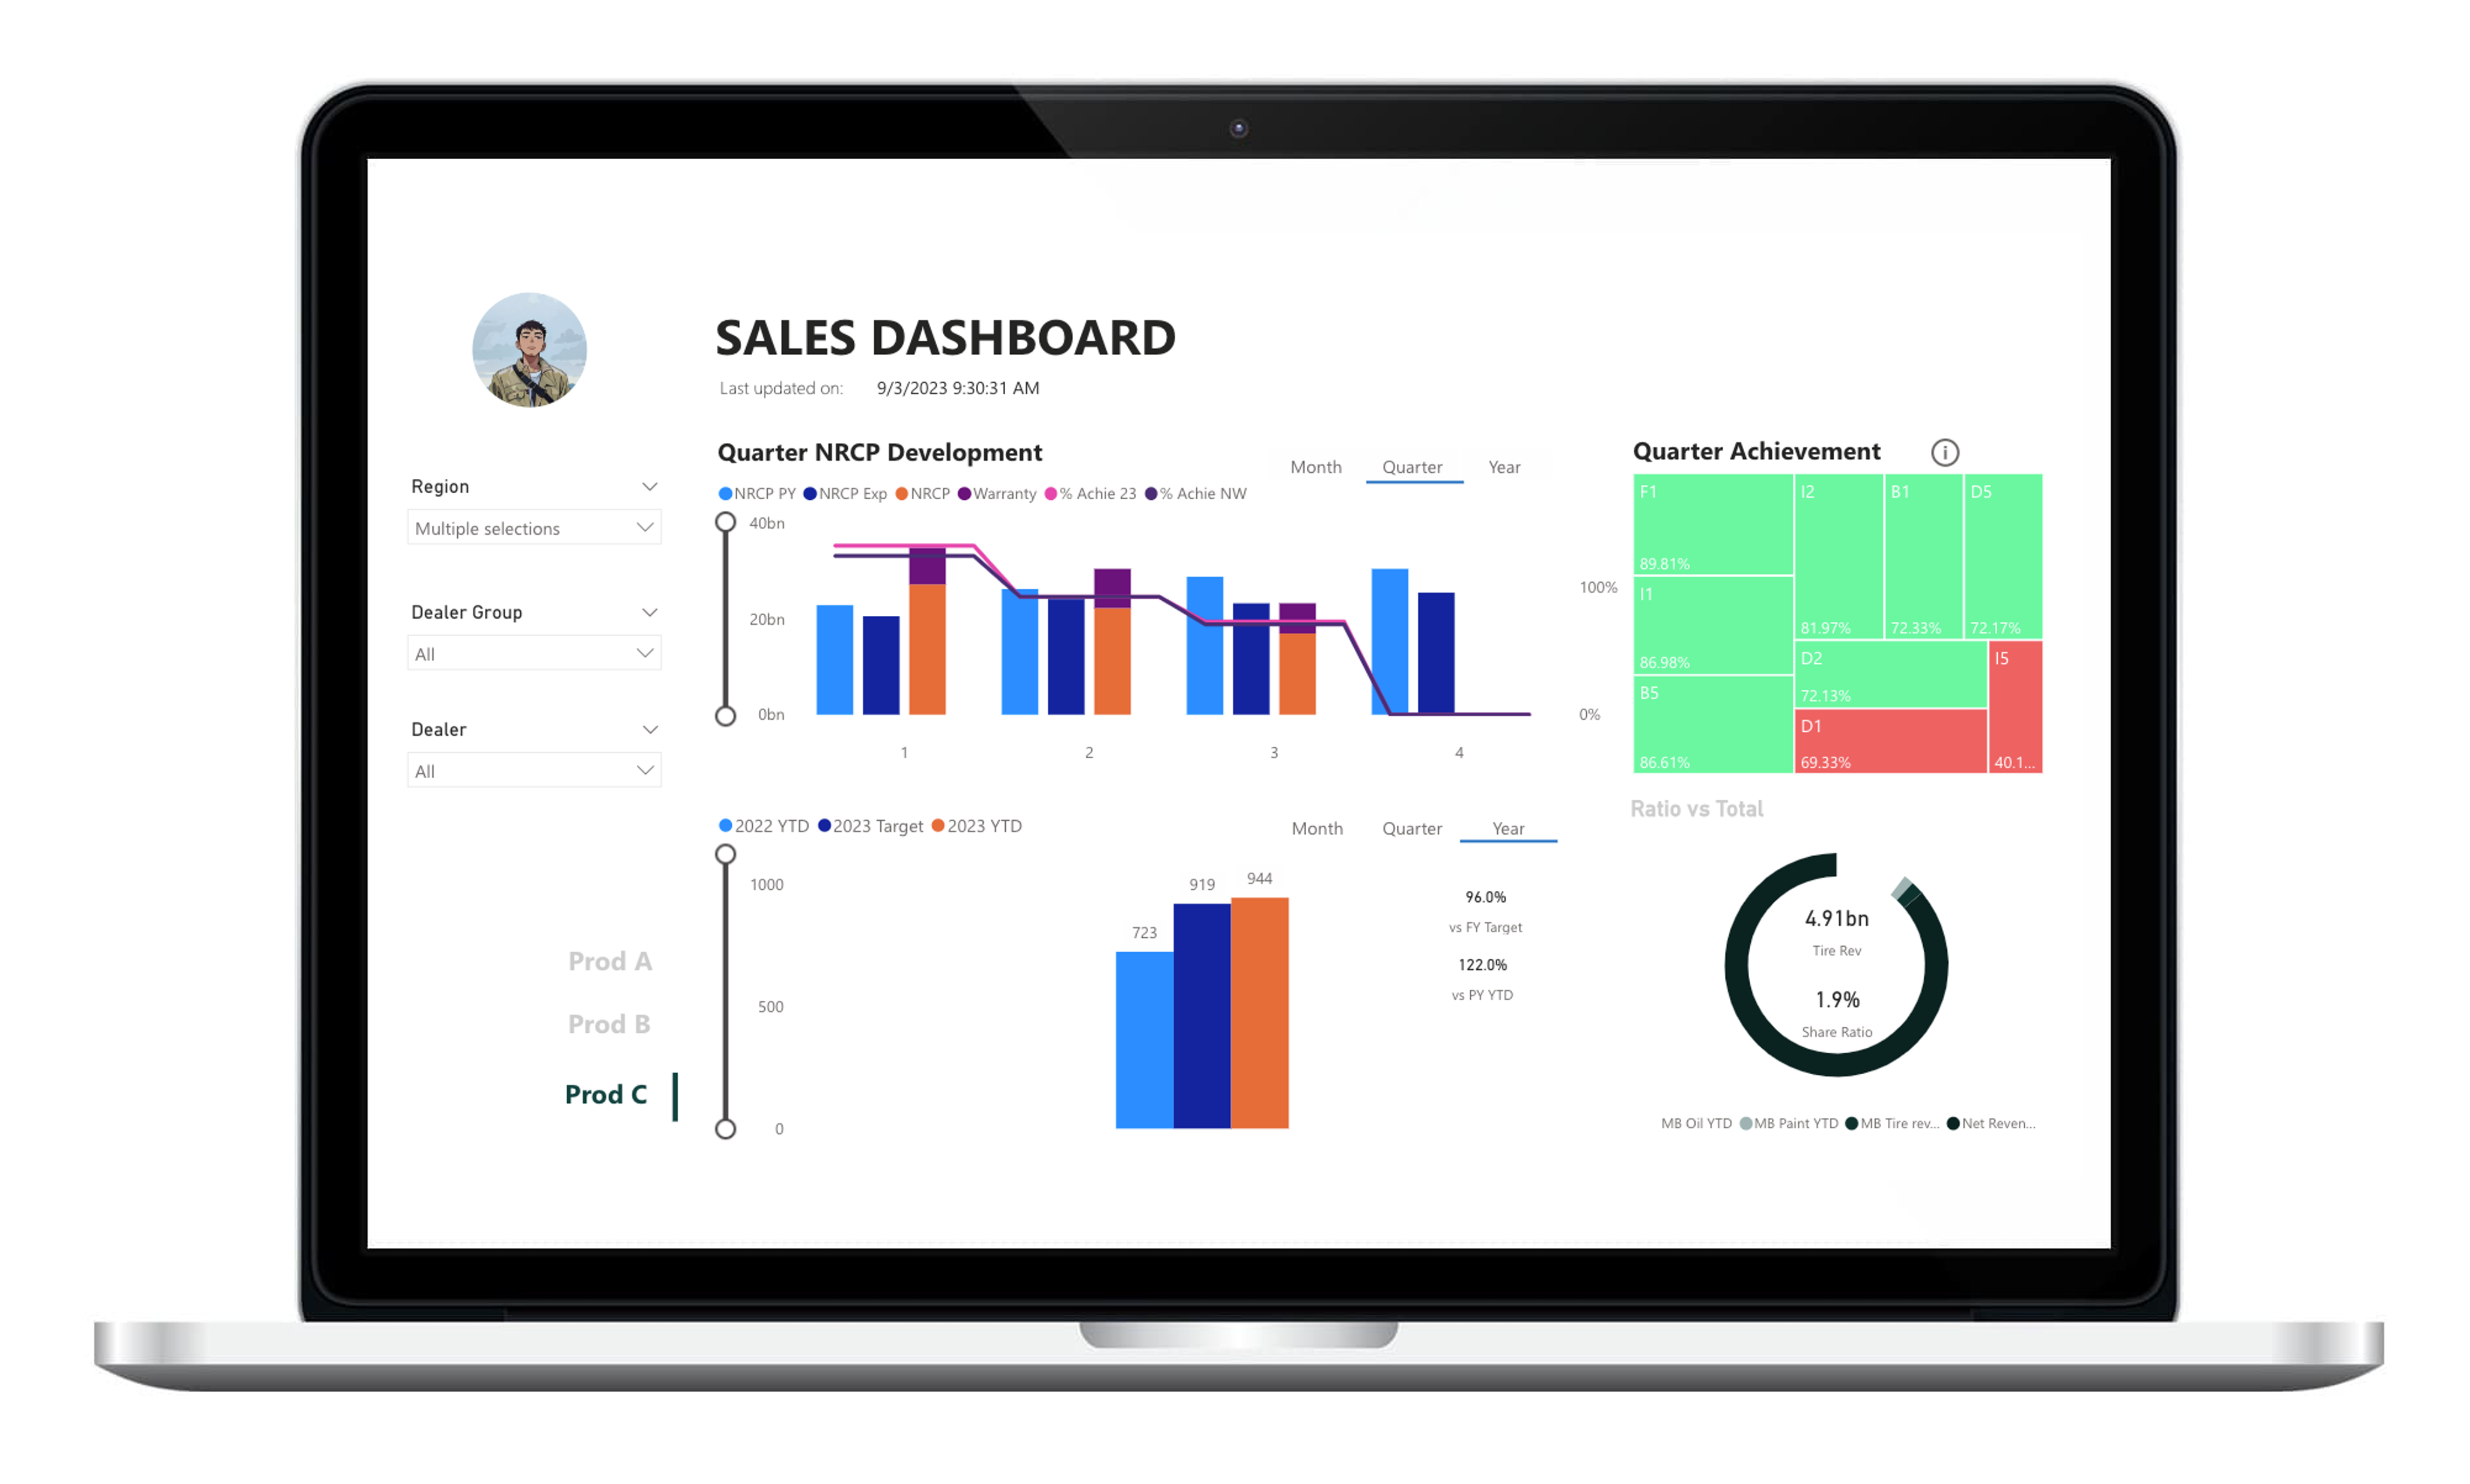 SALES DASHBOARD
Last updated on: 9/3/2023 9:30:31 AM
Region
Multiple selections
Dealer Group
All
Dealer
All
Prod A
Prod B
Prod C
Quarter NRCP Development
Month Quarter Year
NRCP PY NRCP Exp NRCP Warranty % Achie 23 % Achie NW
40bn
20bn
0bn
100%
0%
1 2 3 4
2022 YTD 2023 Target 2023 YTD
Month Quarter Year
1000
500
0
723
919
944
96.0%
vs FY Target
122.0%
vs PY YTD
Quarter Achievement
i
F1
89.81%
I1
86.98%
B5
86.61%
I2
81.97%
B1
72.33%
D5
72.17%
D2
72.13%
D1
69.33%
I5
40.1...
Ratio vs Total
4.91bn
Tire Rev
1.9%
Share Ratio
MB Oil YTD MB Paint YTD MB Tire rev... Net Reven...